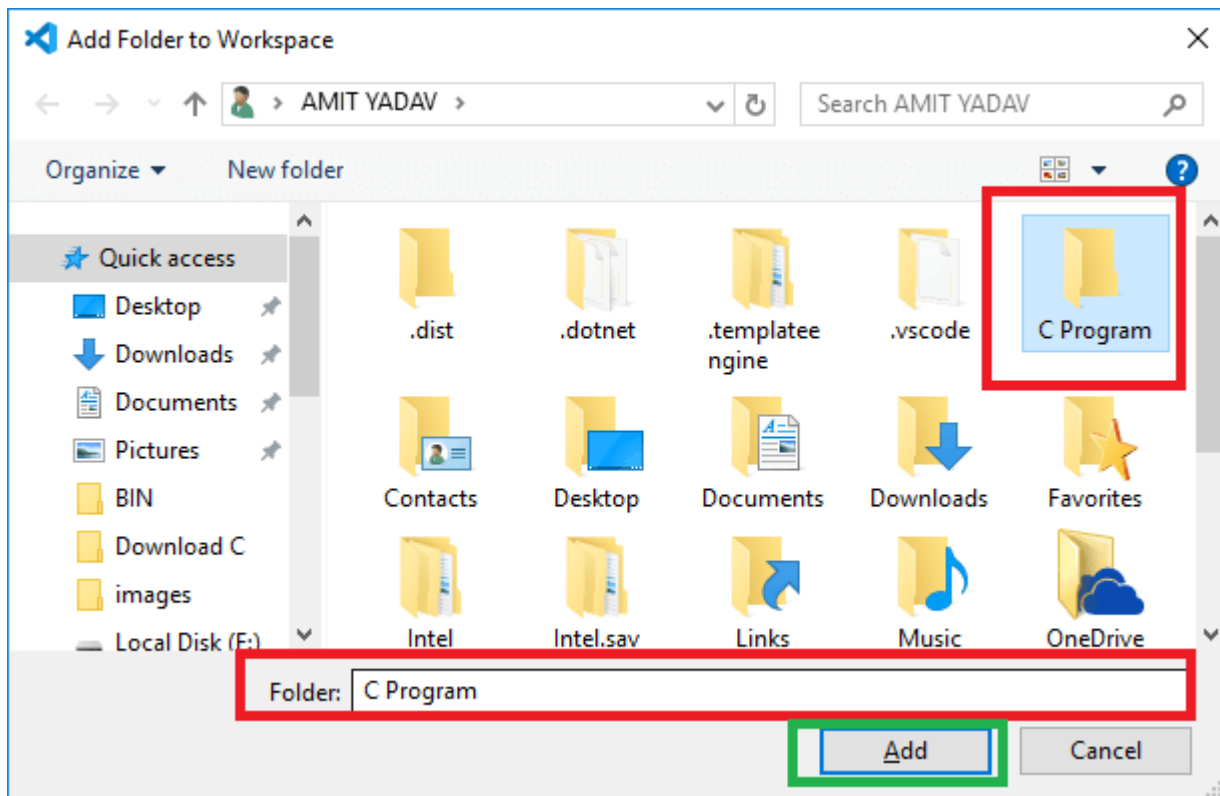 Add Folder to Workspace
AMIT YADAV
Search AMIT YADAV
Organize
New folder
?
Quick access
Desktop
Downloads
Documents
Pictures
BIN
Download C
images
Local Disk (F:)
.dist
.dotnet
.templatee
ngine
.vscode
C Program
Contacts
Desktop
Documents
Downloads
Favorites
Intel
Intel.sav
Links
Music
OneDrive
Folder: C Program
Add
Cancel